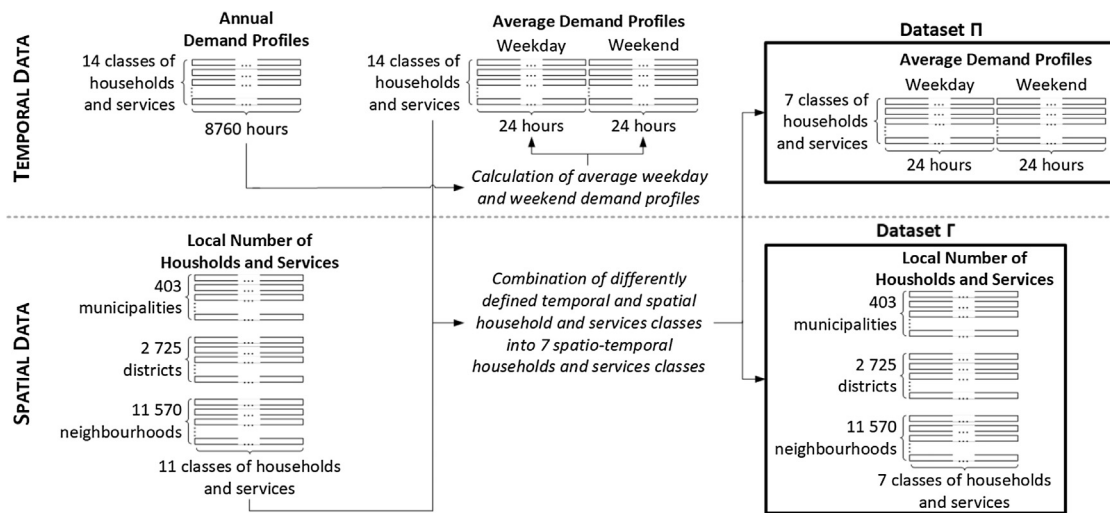 TEMPORAL DATA
Annual
Demand Profiles
14 classes of
households
and services
...
...
...
8760 hours
Average Demand Profiles
Weekday
Weekend
14 classes of
households
and services
...
...
...
...
...
...
24 hours
24 hours
Calculation of average weekday
and weekend demand profiles
Dataset Π
Average Demand Profiles
Weekday
Weekend
7 classes of
households
and services
...
...
...
...
...
...
24 hours
24 hours
SPATIAL DATA
Local Number of
Housholds and Services
403
municipalities
...
...
...
2 725
districts
...
...
...
11 570
neighbourhoods
...
...
...
11 classes of households
and services
Combination of differently
defined temporal and spatial
household and services classes
into 7 spatio-temporal
households and services classes
Dataset Γ
Local Number of
Housholds and Services
403
municipalities
...
...
...
2 725
districts
...
...
...
11 570
neighbourhoods
...
...
...
7 classes of households
and services